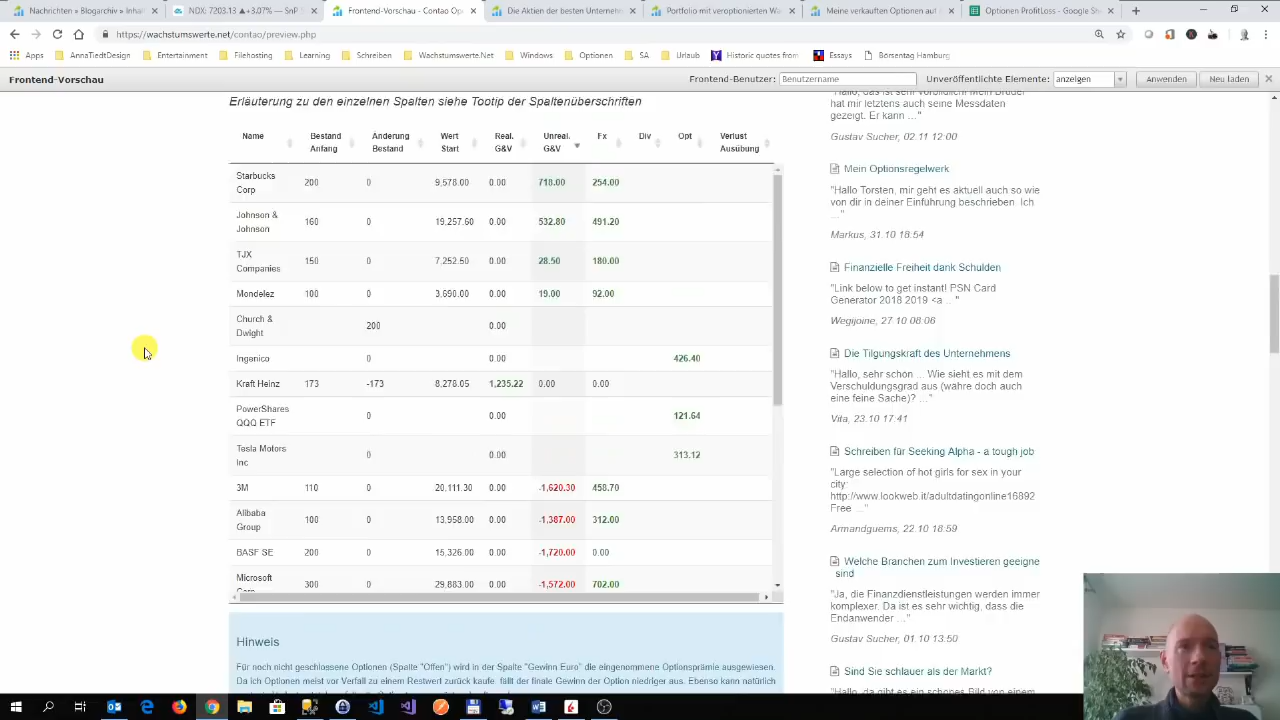 Nachrichten » Blogarchiv » Inhal
NDX: 7203.13 ▲+3.07% — SnP
Frontend-Vorschau - Contao Op
Die Aktien der besten Unterne
Portfolio mit veroptionierten W
Meine verkauften Optionen auf
Optionen ProfitLoss - Google Sh
https://wachstumswerte.net/contao/preview.php
Apps
AnnaTiedtDesign
Entertainment
Filehosting
Learning
Schreiben
WachstumsWerte.Net
Windows
Optionen
SA
Urlaub
Historic quotes from
Essays
Börsentag Hamburg
Frontend-Vorschau
Frontend-Benutzer: Benutzername
Unveröffentlichte Elemente: anzeigen
Anwenden
Neu laden
Erläuterung zu den einzelnen Spalten siehe Tootip der Spaltenüberschriften
Name Bestand Anfang Änderung Bestand Wert Start Real. G&V Unreal. G&V Fx Div Opt Verlust Ausübung
Starbucks Corp 200 0 9,578.00 0.00 718.00 254.00
Johnson & Johnson 160 0 19,257.60 0.00 532.80 491.20
TJX Companies 150 0 7,252.50 0.00 28.50 180.00
Mondelez 100 0 3,690.00 0.00 19.00 92.00
Church & Dwight 200 0.00
Ingenico 0 0.00 426.40
Kraft Heinz 173 -173 8,278.05 1,235.22 0.00 0.00
PowerShares QQQ ETF 0 0.00 121.64
Tesla Motors Inc 0 0.00 313.12
3M 110 0 20,111.30 0.00 -1,620.30 458.70
Alibaba Group 100 0 13,958.00 0.00 -1,387.00 312.00
BASF SE 200 0 15,326.00 0.00 -1,720.00 0.00
Microsoft 300 0 29,883.00 0.00 -1,572.00 702.00
Hinweis
Für noch nicht geschlossene Optionen (Spalte "Offen") wird in der Spalte "Gewinn Euro" die eingenommene Optionsprämie ausgewiesen.
Da ich Optionen meist vor Verfall zu einem Restwert zurück kaufe fällt der finale Gewinn der Option niedriger aus. Ebenso kann natürlich
"Hallo, das ist sehr vorbildlich! Mein Bruder
hat mir letztens auch seine Messdaten
gezeigt. Er kann ..."
Gustav Sucher, 02.11 12:00
Mein Optionsregelwerk
"Hallo Torsten, mir geht es aktuell auch so wie
von dir in deiner Einführung beschrieben Ich
..."
Markus, 31.10 18:54
Finanzielle Freiheit dank Schulden
"Link below to get instant! PSN Card
Generator 2018 2019 <a ... "
Wegijoine, 27.10 08:06
Die Tilgungskraft des Unternehmens
"Hallo, sehr schön ... Wie sieht es mit dem
Verschuldungsgrad aus (währe doch auch
eine feine Sache)? ..."
Vita, 23.10 17:41
Schreiben für Seeking Alpha - a tough job
"Large selection of hot girls for sex in your
city:
http://www.lookweb.it/adultdatingonline16892
Free ..."
Armandguems, 22.10 18:59
Welche Branchen zum Investieren geeigne
sind
"Ja, die Finanzdienstleistungen werden immer
komplexer. Da ist es sehr wichtig, dass die
Endanwender ..."
Gustav Sucher, 01.10 13:50
Sind Sie schlauer als der Markt?
"Hallo, da gibt es ein schönes Bild von einem